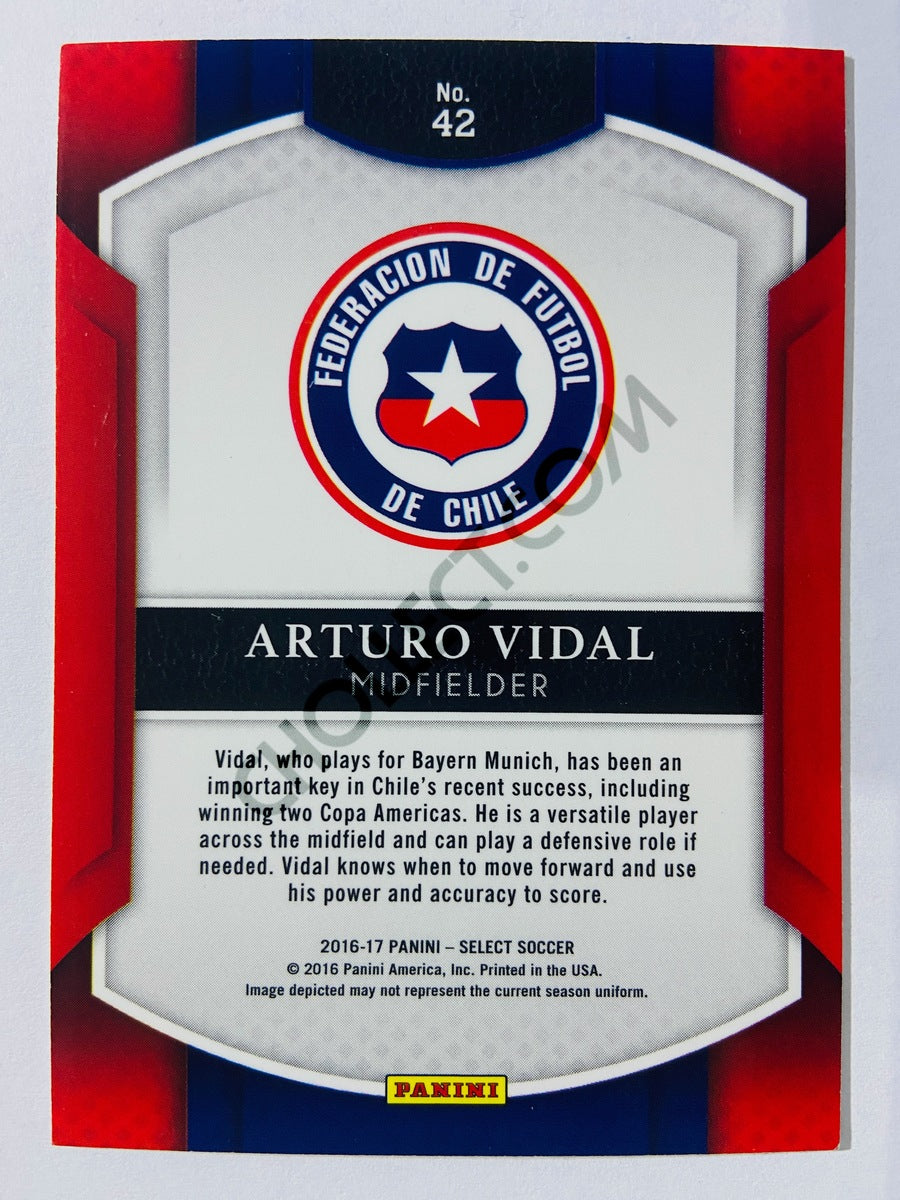 No.
42
FEDERACION DE FUTBOL
DE CHILE
ARTURO VIDAL
MIDFIELDER
Vidal, who plays for Bayern Munich, has been an
important key in Chile's recent success, including
winning two Copa Americas. He is a versatile player
across the midfield and can play a defensive role if
needed. Vidal knows when to move forward and use
his power and accuracy to score.
2016-17 PANINI – SELECT SOCCER
© 2016 Panini America, Inc. Printed in the USA.
Image depicted may not represent the current season uniform.
PANINI
CHOLLECT.COM